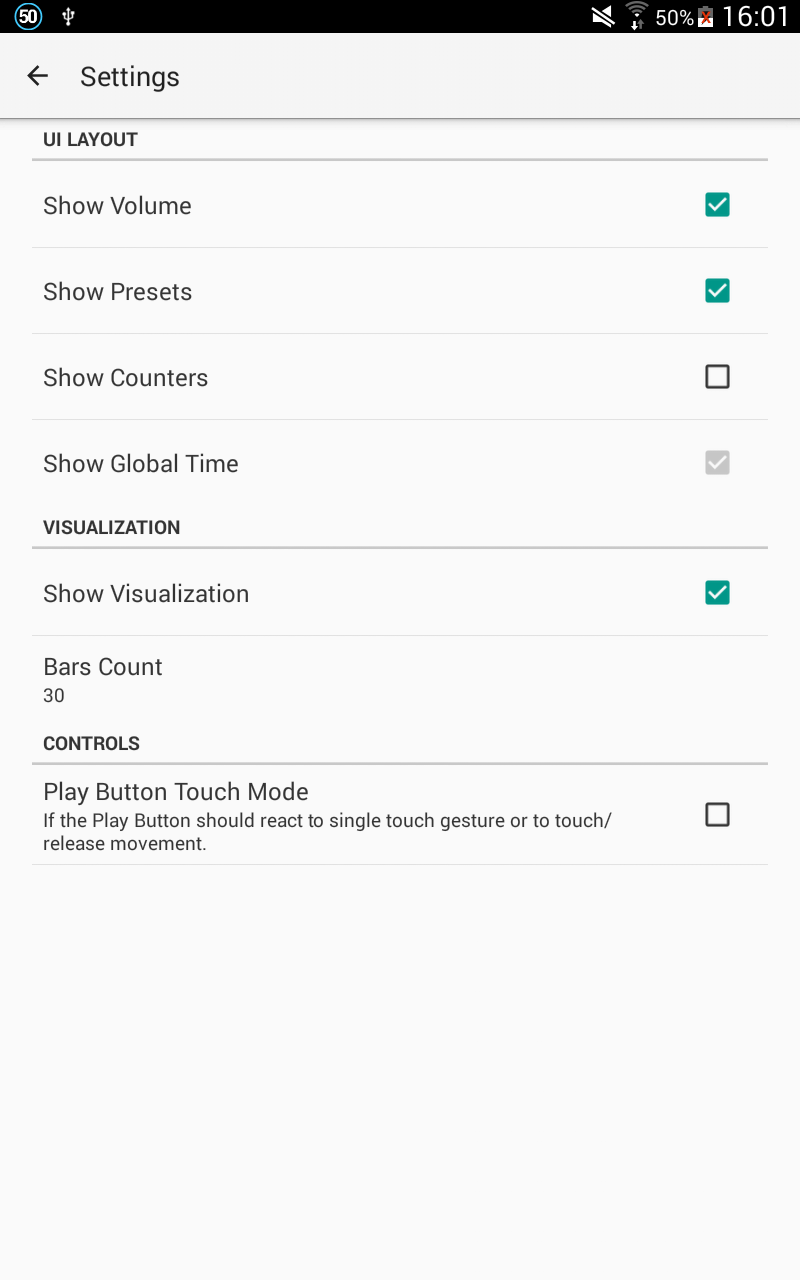 50 50% 16:01
Settings
UI LAYOUT
Show Volume
Show Presets
Show Counters
Show Global Time
VISUALIZATION
Show Visualization
Bars Count
30
CONTROLS
Play Button Touch Mode
If the Play Button should react to single touch gesture or to touch/
release movement.